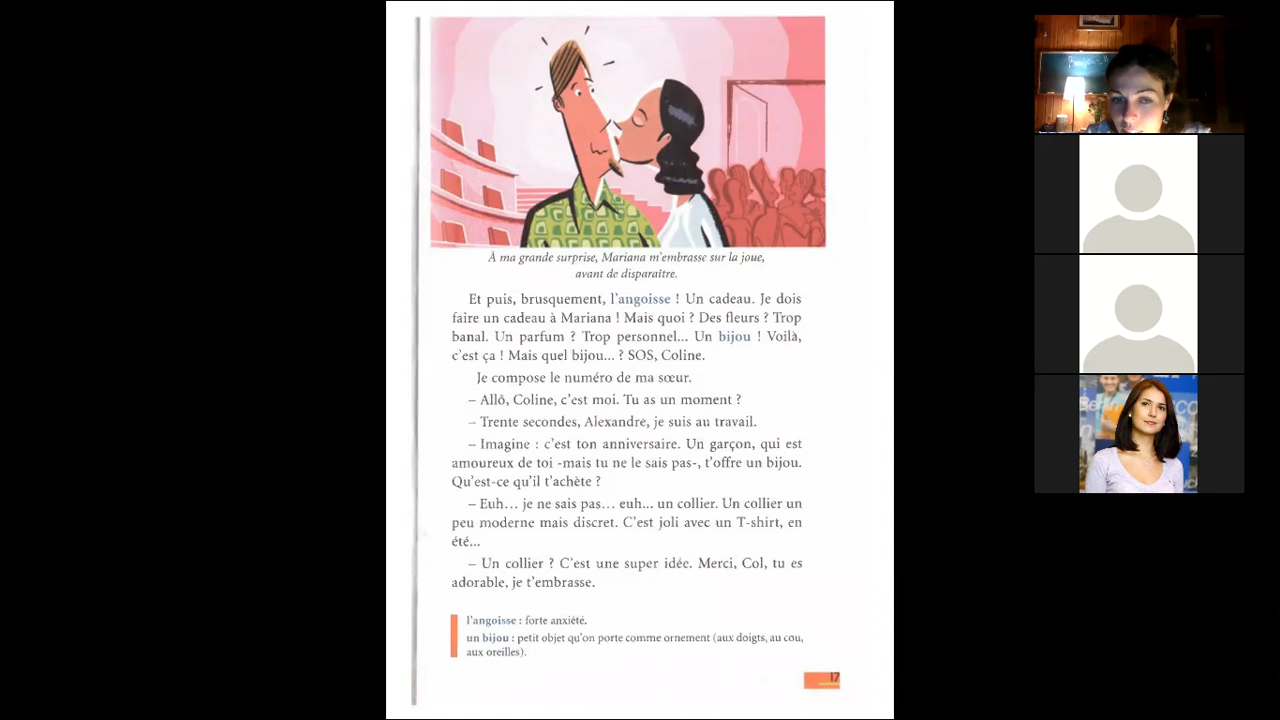 À ma grande surprise, Mariana m'embrasse sur la joue,
avant de disparaître.
Et puis, brusquement, l'angoisse ! Un cadeau. Je dois
faire un cadeau à Mariana ! Mais quoi ? Des fleurs ? Trop
banal. Un parfum ? Trop personnel... Un bijou ! Voilà,
c'est ça ! Mais quel bijou... ? SOS, Coline.
Je compose le numéro de ma sœur.
– Allô, Coline, c'est moi. Tu as un moment ?
– Trente secondes, Alexandre, je suis au travail.
– Imagine : c'est ton anniversaire. Un garçon, qui est
amoureux de toi -mais tu ne le sais pas-, t'offre un bijou.
Qu'est-ce qu'il t'achète ?
– Euh... je ne sais pas... euh... un collier. Un collier un
peu moderne mais discret. C'est joli avec un T-shirt, en
été...
– Un collier ? C'est une super idée. Merci, Col, tu es
adorable, je t'embrasse.
l'angoisse : forte anxiété.
un bijou : petit objet qu'on porte comme ornement (aux doigts, au cou,
aux oreilles).
17